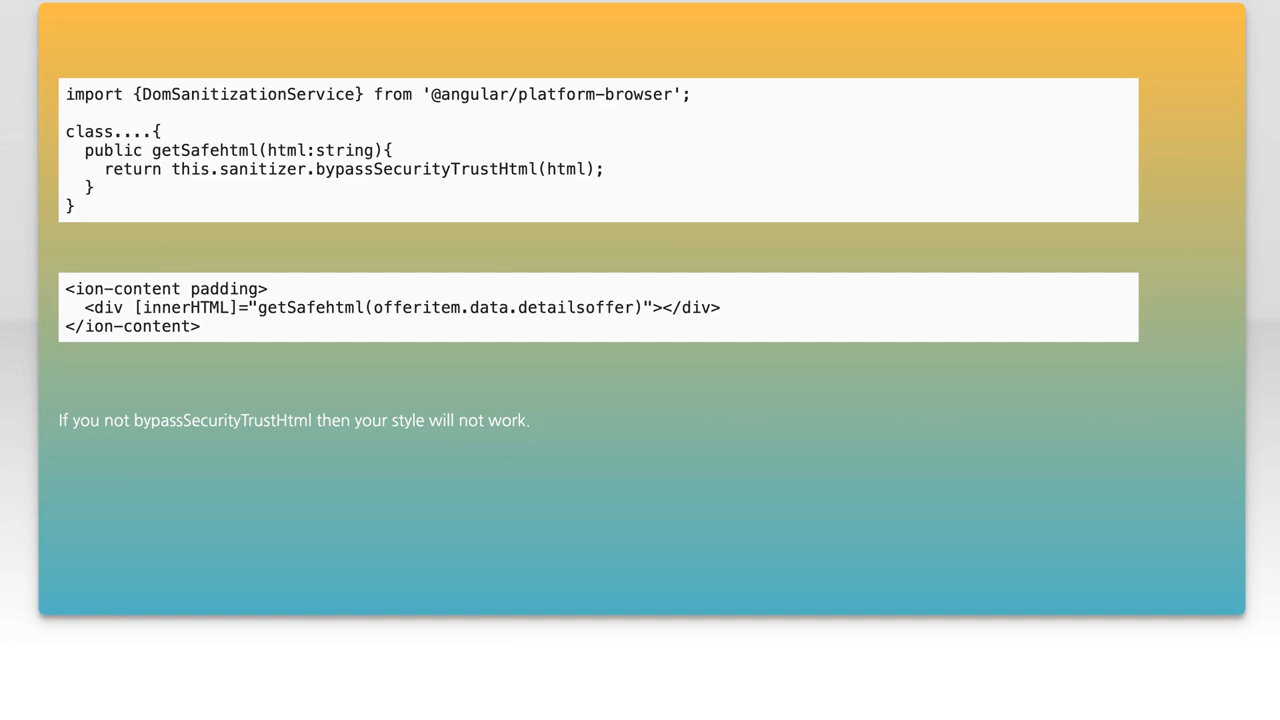 import {DomSanitizationService} from '@angular/platform-browser';
class....{
public getSafehtml(html:string){
return this.sanitizer.bypassSecurityTrustHtml(html);
}
}
<ion-content padding>
<div [innerHTML]="getSafehtml(offeritem.data.detailsoffer)"></div>
</ion-content>
If you not bypassSecurityTrustHtml then your style will not work.